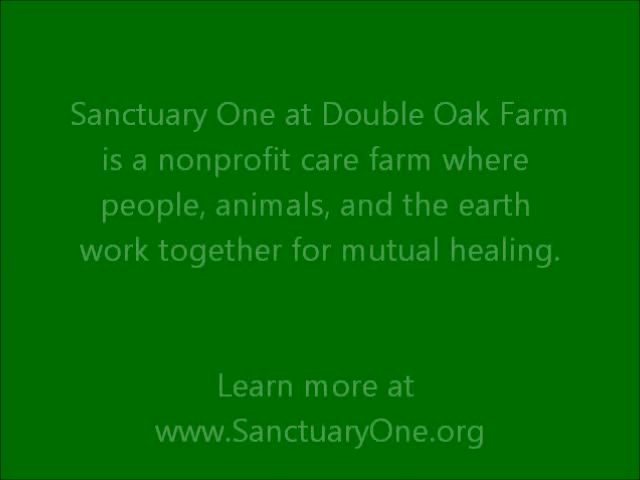 Sanctuary One at Double Oak Farm
is a nonprofit care farm where
people, animals, and the earth
work together for mutual healing.
Learn more at
www.SanctuaryOne.org